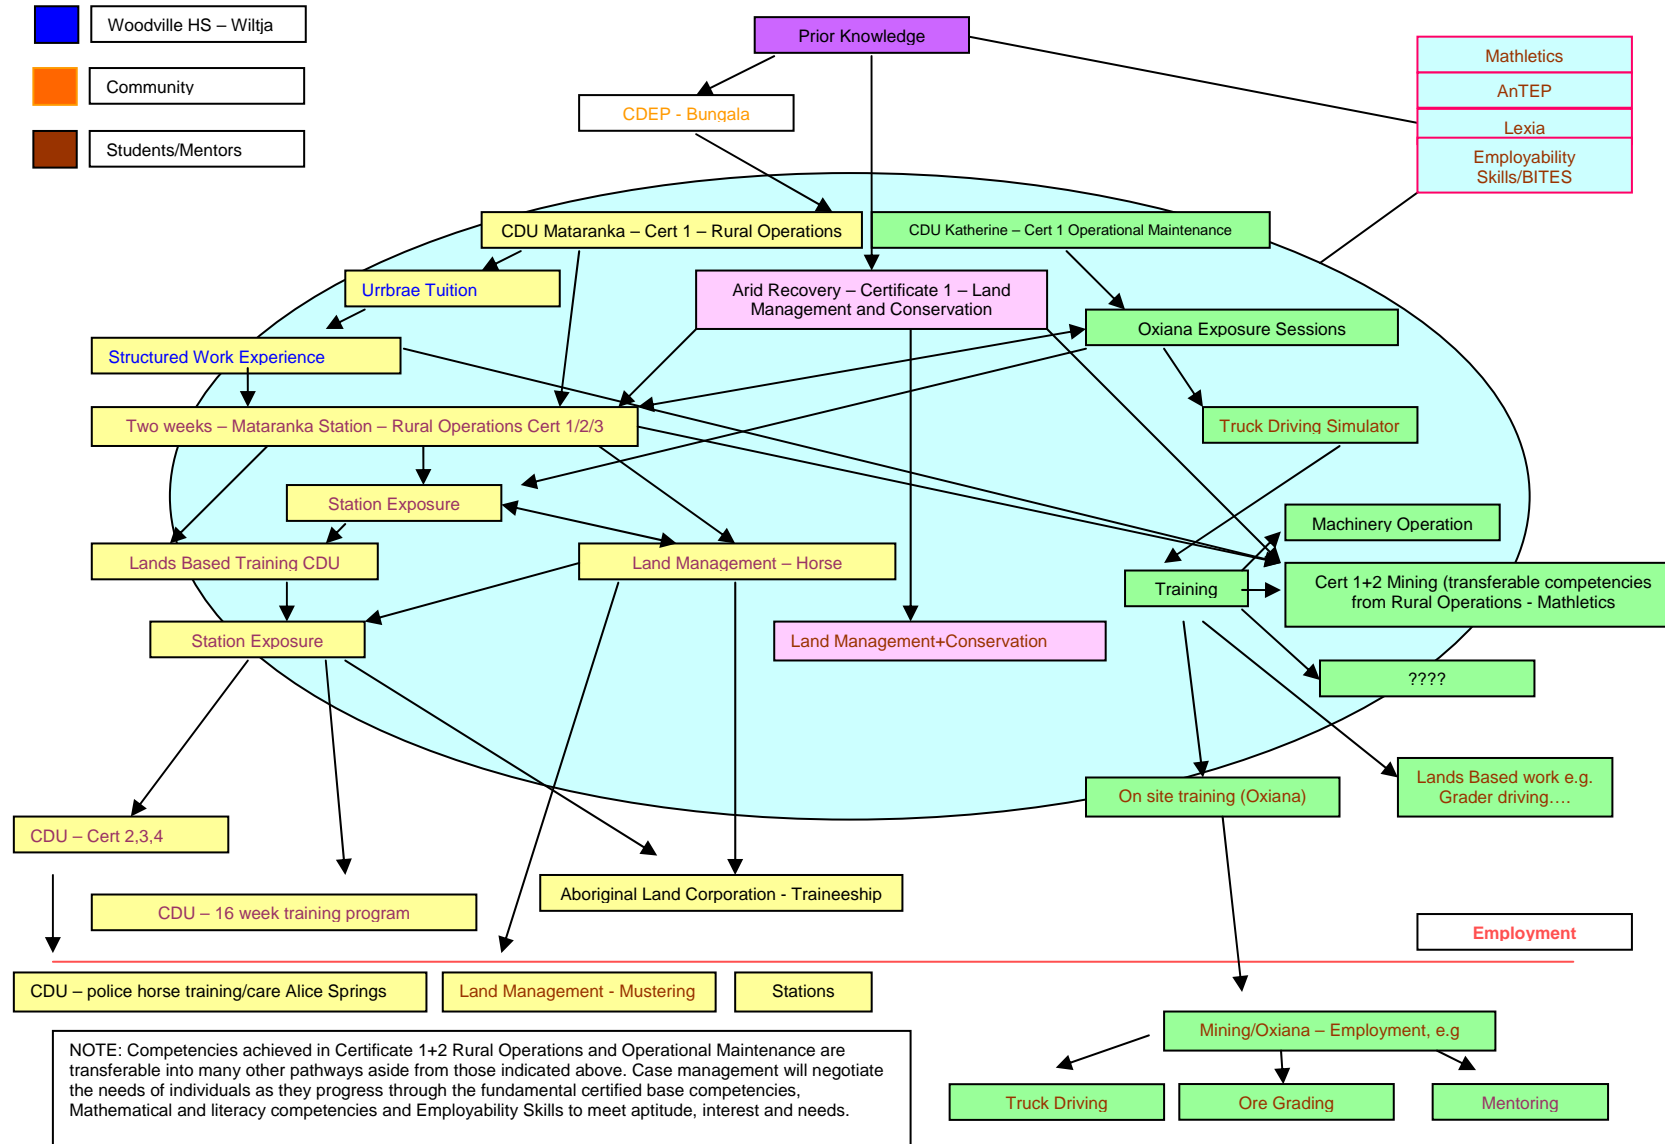 Woodville HS – Wiltja
Community
Students/Mentors
Prior Knowledge
Mathletics
AnTEP
Lexia
Employability
Skills/BITES
CDEP - Bungala
CDU Mataranka – Cert 1 – Rural Operations
CDU Katherine – Cert 1 Operational Maintenance
Urrbrae Tuition
Arid Recovery – Certificate 1 – Land
Management and Conservation
Oxiana Exposure Sessions
Structured Work Experience
Two weeks – Mataranka Station – Rural Operations Cert 1/2/3
Truck Driving Simulator
Station Exposure
Machinery Operation
Lands Based Training CDU
Land Management – Horse
Training
Cert 1+2 Mining (transferable competencies
from Rural Operations - Mathletics
Station Exposure
Land Management+Conservation
????
On site training (Oxiana)
Lands Based work e.g.
Grader driving….
CDU – Cert 2,3,4
Aboriginal Land Corporation - Traineeship
CDU – 16 week training program
Employment
CDU – police horse training/care Alice Springs
Land Management - Mustering
Stations
Mining/Oxiana – Employment, e.g
Truck Driving
Ore Grading
Mentoring
NOTE: Competencies achieved in Certificate 1+2 Rural Operations and Operational Maintenance are
transferable into many other pathways aside from those indicated above. Case management will negotiate
the needs of individuals as they progress through the fundamental certified base competencies,
Mathematical and literacy competencies and Employability Skills to meet aptitude, interest and needs.